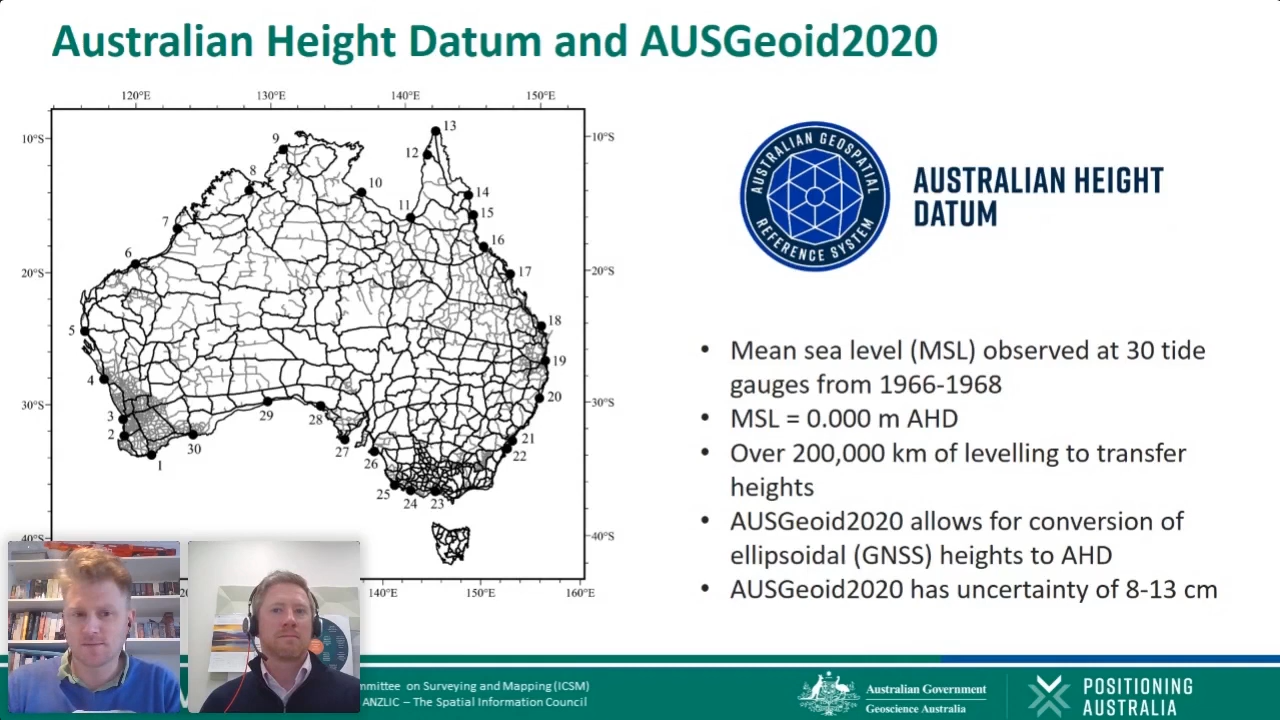 Australian Height Datum and AUSGeoid2020
120°E 130°E 140°E 150°E
10°S 10°S
20°S 20°S
30°S 30°S
40°S 40°S
140°E 150°E 160°E
1
2
3
4
5
6
7
8
9
10
11
12
13
14
15
16
17
18
19
20
21
22
23
24
25
26
27
28
29
30
AUSTRALIAN GEOSPATIAL
REFERENCE SYSTEM
AUSTRALIAN HEIGHT
DATUM
• Mean sea level (MSL) observed at 30 tide
gauges from 1966-1968
• MSL = 0.000 m AHD
• Over 200,000 km of levelling to transfer
heights
• AUSGeoid2020 allows for conversion of
ellipsoidal (GNSS) heights to AHD
• AUSGeoid2020 has uncertainty of 8-13 cm
on Surveying and Mapping (ICSM)
ANZLIC – The Spatial Information Council
Australian Government
Geoscience Australia
POSITIONING
AUSTRALIA